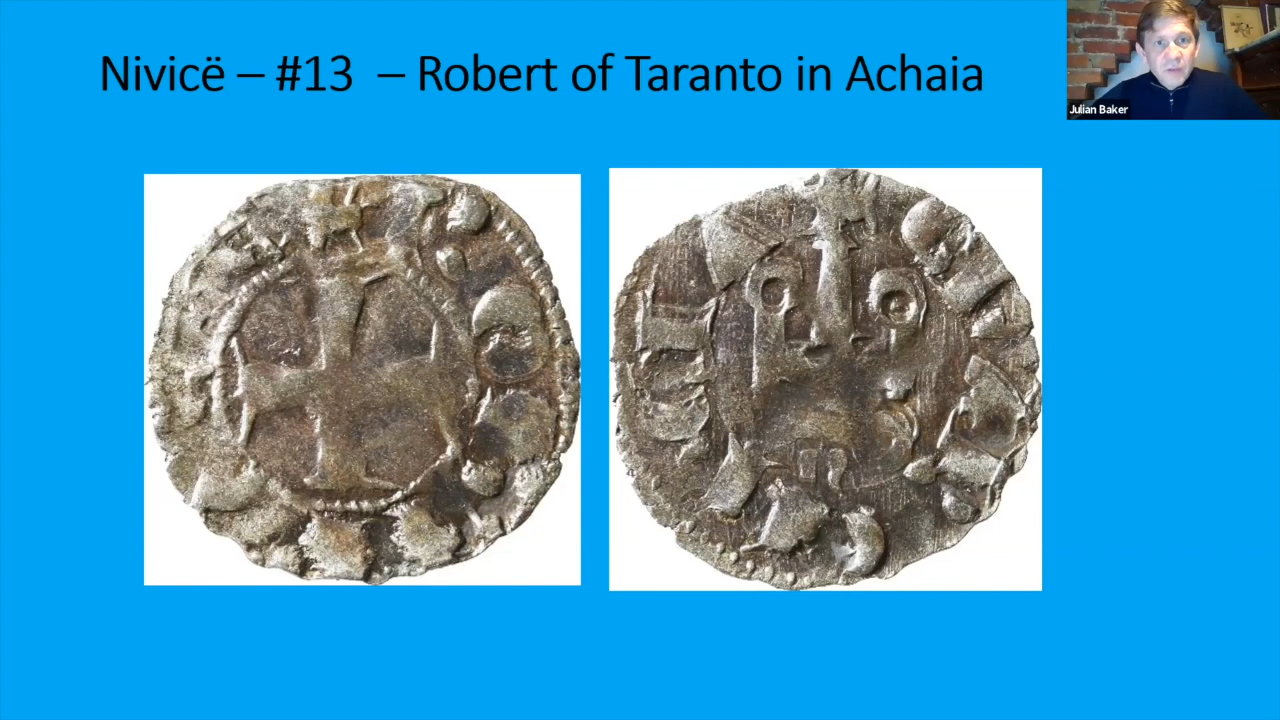 Nivicë – #13 – Robert of Taranto in Achaia
Julian Baker